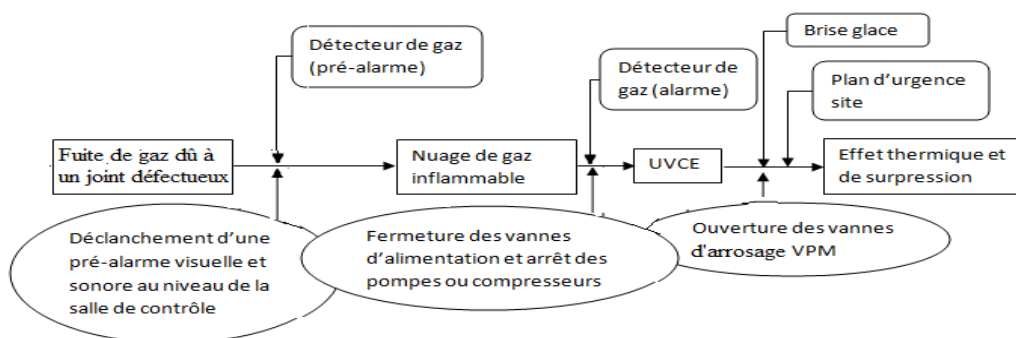 Détecteur de gaz
(pré-alarme)
Détecteur de
gaz (alarme)
Brise glace
Plan d'urgence
site
Fuite de gaz dû à
un joint défectueux
Nuage de gaz
inflammable
UVCE
Effet thermique et
de surpression
Déclanchement d'une
pré-alarme visuelle et
sonore au niveau de la
salle de contrôle
Fermeture des vannes
d'alimentation et arrêt des
pompes ou compresseurs
Ouverture des vannes
d'arrosage VPM